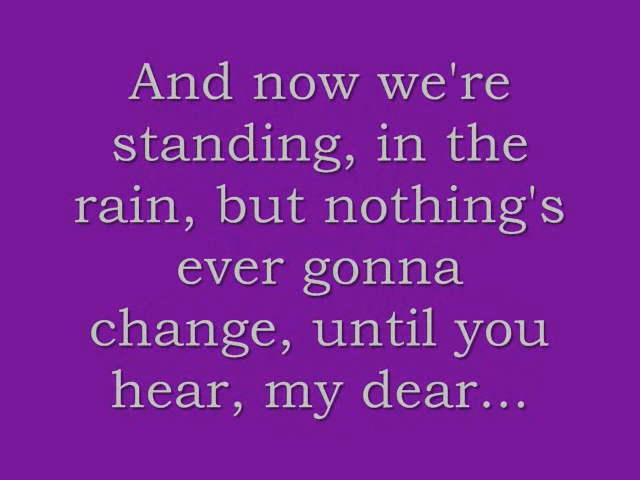 And now we're
standing, in the
rain, but nothing's
ever gonna
change, until you
hear, my dear...